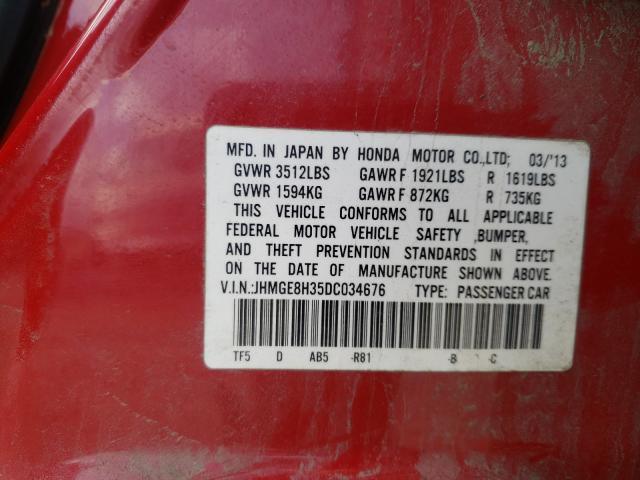 MFD. IN JAPAN BY HONDA MOTOR CO.,LTD; 03/'13
GVWR 3512LBS GAWR F 1921LBS R 1619LBS
GVWR 1594KG GAWR F 872KG R 735KG
THIS VEHICLE CONFORMS TO ALL APPLICABLE
FEDERAL MOTOR VEHICLE SAFETY ,BUMPER,
AND THEFT PREVENTION STANDARDS IN EFFECT
ON THE DATE OF MANUFACTURE SHOWN ABOVE.
V.I.N.:JHMGE8H35DC034676 TYPE: PASSENGER CAR
TF5 D AB5 -R81 -B C